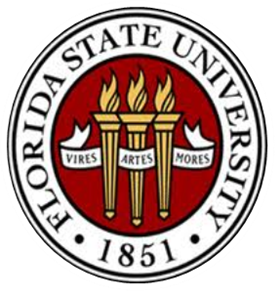 FLORIDA STATE UNIVERSITY
VIRES ARTES MORES
• 1851 •